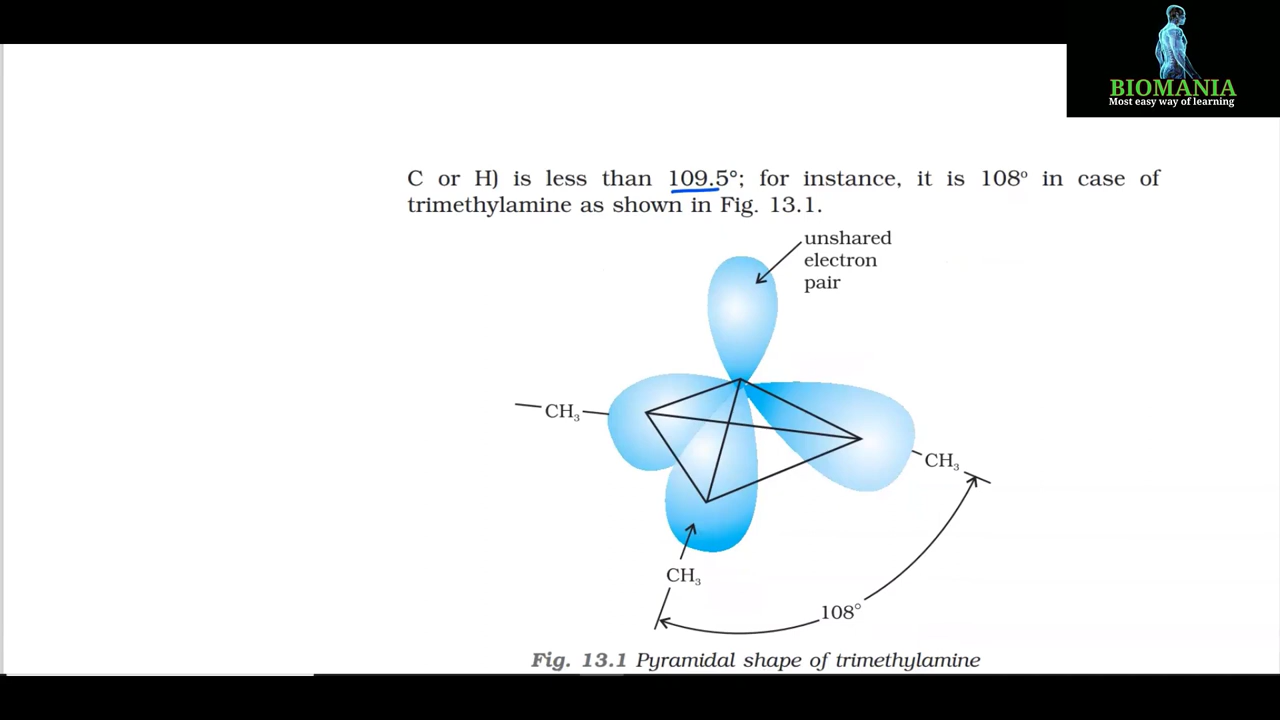 BIOMANIA
Most easy way of learning
C or H) is less than 109.5°; for instance, it is 108° in case of
trimethylamine as shown in Fig. 13.1.
unshared
electron
pair
CH₃
CH₃
CH₃
108°
Fig. 13.1 Pyramidal shape of trimethylamine